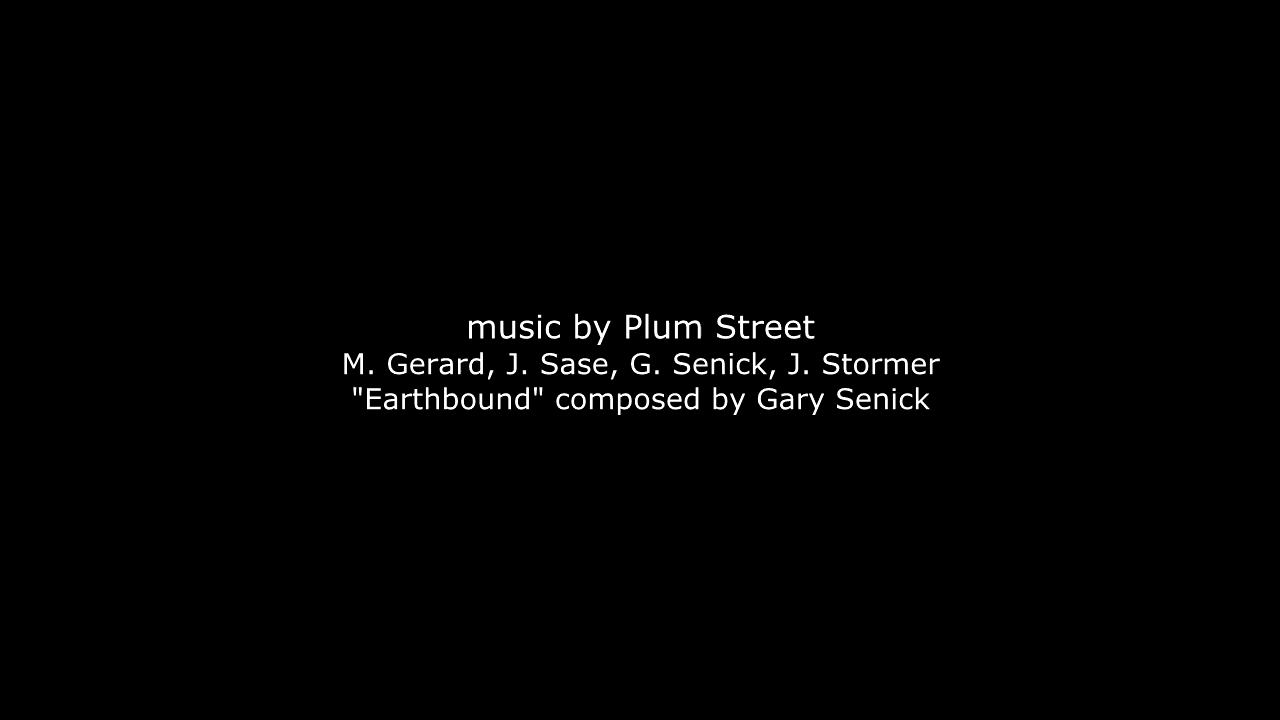 music by Plum Street
M. Gerard, J. Sase, G. Senick, J. Stormer
"Earthbound" composed by Gary Senick